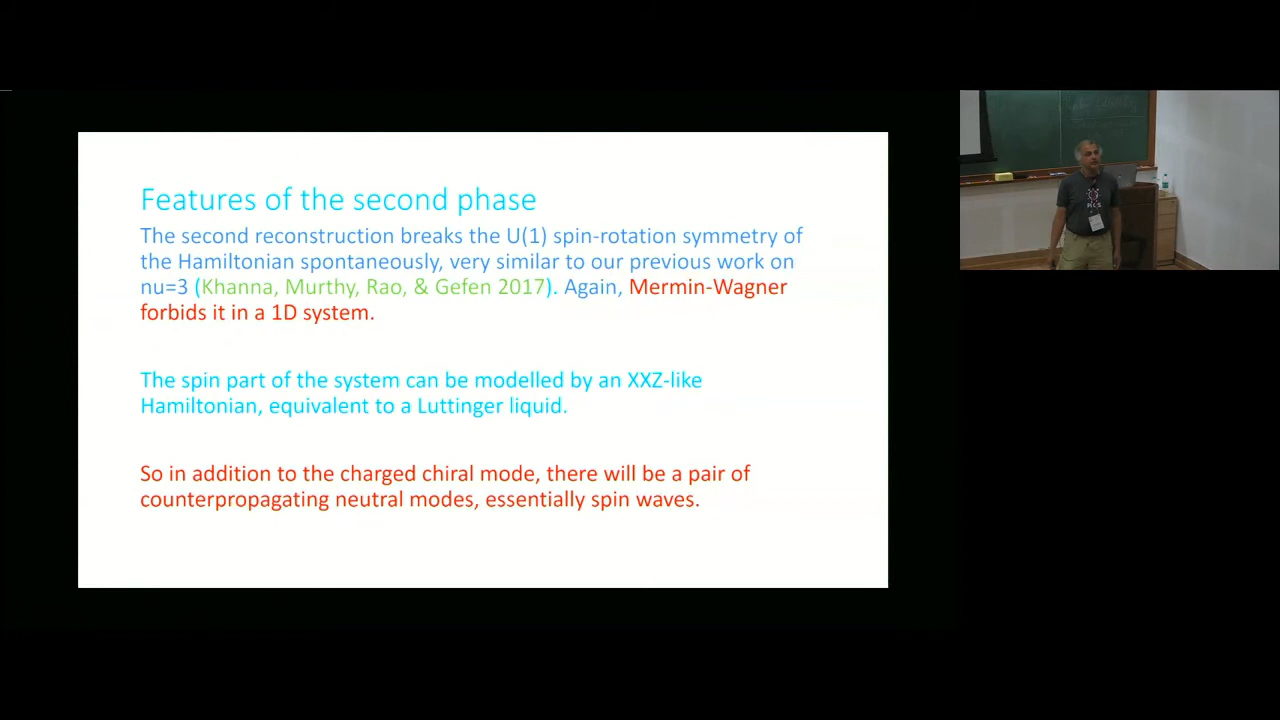 Features of the second phase
The second reconstruction breaks the U(1) spin-rotation symmetry of
the Hamiltonian spontaneously, very similar to our previous work on
nu=3 (Khanna, Murthy, Rao, & Gefen 2017). Again, Mermin-Wagner
forbids it in a 1D system.
The spin part of the system can be modelled by an XXZ-like
Hamiltonian, equivalent to a Luttinger liquid.
So in addition to the charged chiral mode, there will be a pair of
counterpropagating neutral modes, essentially spin waves.